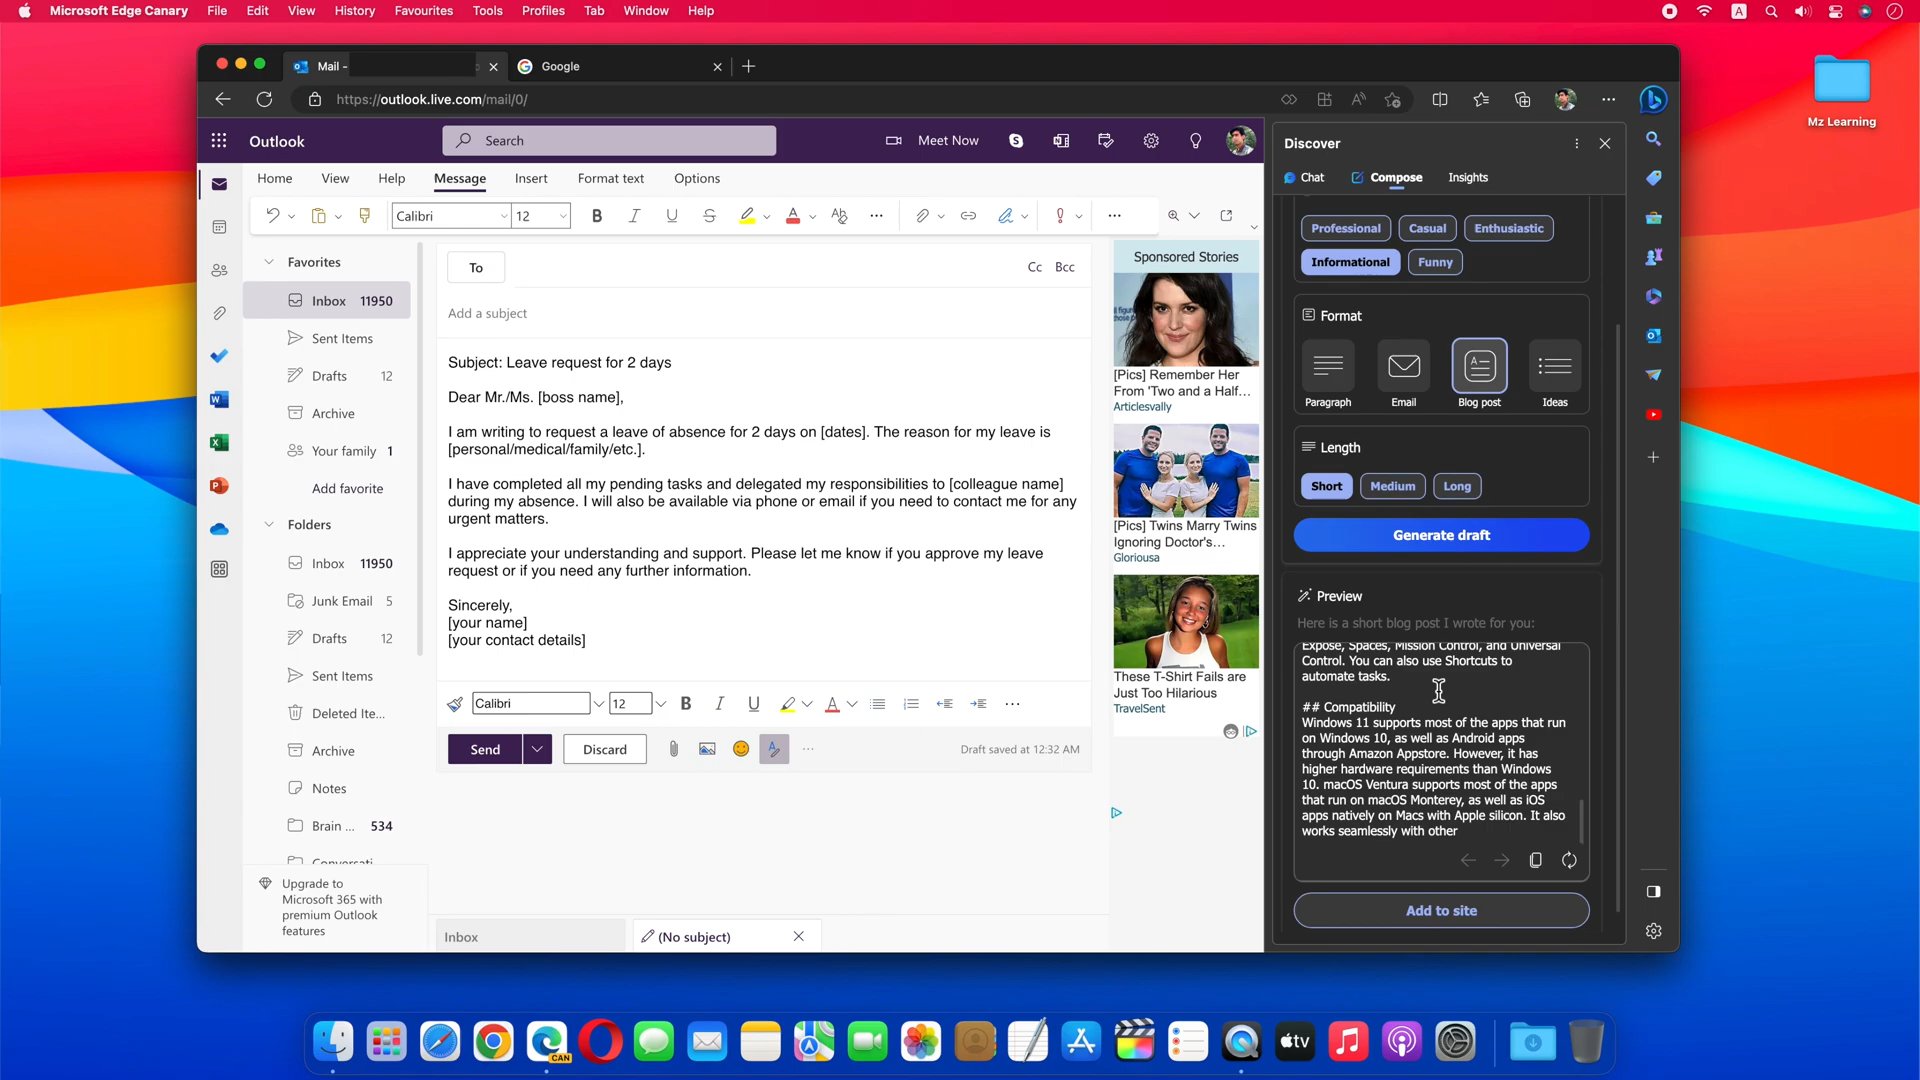 Microsoft Edge Canary File Edit View History Favourites Tools Profiles Tab Window Help
A
Mz Learning
Mail -
Google
https://outlook.live.com/mail/0/
Outlook
Search
Meet Now
Home View Help Message Insert Format text Options
Calibri 12
Favorites
Inbox 11950
Sent Items
Drafts 12
Archive
Your family 1
Add favorite
Folders
Inbox 11950
Junk Email 5
Drafts 12
Sent Items
Deleted Ite...
Archive
Notes
Brain ... 534
Conversati...
Upgrade to
Microsoft 365 with
premium Outlook
features
To
Cc Bcc
Add a subject
Subject: Leave request for 2 days
Dear Mr./Ms. [boss name],
I am writing to request a leave of absence for 2 days on [dates]. The reason for my leave is
[personal/medical/family/etc.].
I have completed all my pending tasks and delegated my responsibilities to [colleague name]
during my absence. I will also be available via phone or email if you need to contact me for any
urgent matters.
I appreciate your understanding and support. Please let me know if you approve my leave
request or if you need any further information.
Sincerely,
[your name]
[your contact details]
Calibri 12
Send
Discard
Draft saved at 12:32 AM
Inbox
(No subject)
Sponsored Stories
[Pics] Remember Her
From 'Two and a Half...
Articlesvally
[Pics] Twins Marry Twins
Ignoring Doctor's...
Gloriousa
These T-Shirt Fails are
Just Too Hilarious
TravelSent
Discover
Chat Compose Insights
Professional Casual Enthusiastic
Informational Funny
Format
Paragraph Email Blog post Ideas
Length
Short Medium Long
Generate draft
Preview
Here is a short blog post I wrote for you:
Expose, Spaces, Mission Control, and Universal
Control. You can also use Shortcuts to
automate tasks.
## Compatibility
Windows 11 supports most of the apps that run
on Windows 10, as well as Android apps
through Amazon Appstore. However, it has
higher hardware requirements than Windows
10. macOS Ventura supports most of the apps
that run on macOS Monterey, as well as iOS
apps natively on Macs with Apple silicon. It also
works seamlessly with other
Add to site
CAN
tv